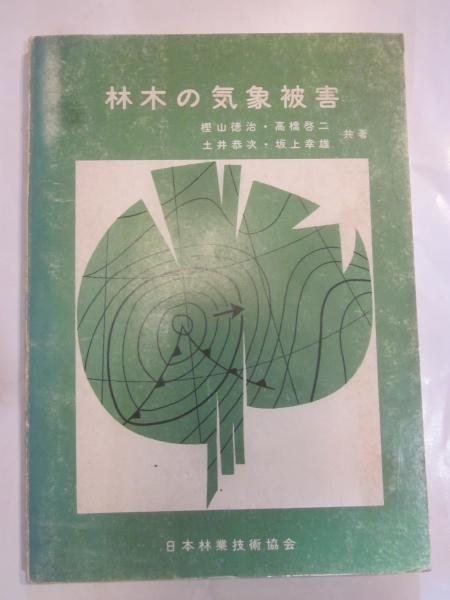 林木の気象被害
樫山徳治・高橋啓二
土井恭次・坂上幸雄
共著
日本林業技術協会